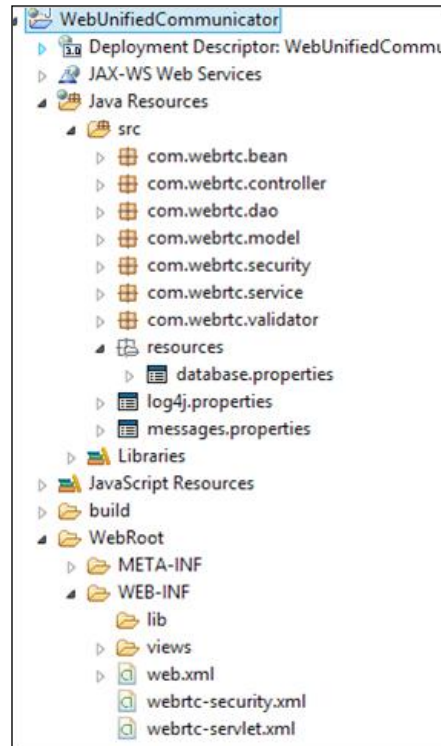 WebUnifiedCommunicator
3.0 Deployment Descriptor: WebUnifiedCommu
JAX-WS Web Services
Java Resources
src
com.webrtc.bean
com.webrtc.controller
com.webrtc.dao
com.webrtc.model
com.webrtc.security
com.webrtc.service
com.webrtc.validator
resources
database.properties
log4j.properties
messages.properties
Libraries
JavaScript Resources
build
WebRoot
META-INF
WEB-INF
lib
views
web.xml
webrtc-security.xml
webrtc-servlet.xml